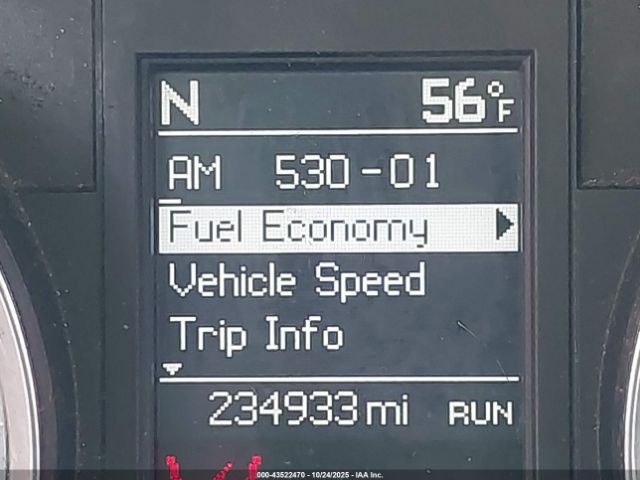 N 56°F
AM 530-01
Fuel Economy
Vehicle Speed
Trip Info
234933 mi RUN
000-43522470 - 10/24/2025 - IAA Inc.